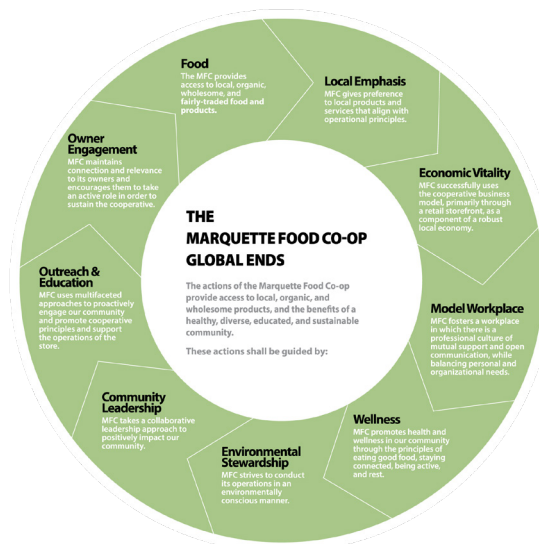 THE
MARQUETTE FOOD CO-OP
GLOBAL ENDS
The actions of the Marquette Food Co-op
provide access to local, organic, and
wholesome products, and the benefits of a
healthy, diverse, educated, and sustainable
community.
These actions shall be guided by:
Food
The MFC provides
access to local, organic,
wholesome, and
fairly-traded food and
products.
Local Emphasis
MFC gives preference
to local products and
services that align with
operational principles.
Economic Vitality
MFC successfully uses
the cooperative business
model, primarily through
a retail storefront, as a
component of a robust
local economy.
Model Workplace
MFC fosters a workplace
in which there is a
professional culture of
mutual support and open
communication, while
balancing personal and
organizational needs.
Wellness
MFC promotes health and
wellness in our community
through the principles of
eating good food, staying
connected, being active,
and rest.
Environmental
Stewardship
MFC strives to conduct
its operations in an
environmentally
conscious manner.
Community
Leadership
MFC takes a collaborative
leadership approach to
positively impact our
community.
Outreach &
Education
MFC uses multifaceted
approaches to proactively
engage our community
and promote cooperative
principles and support
the operations of the
store.
Owner
Engagement
MFC maintains
connection and relevance
to its owners and
encourages them to take
an active role in order to
sustain the cooperative.